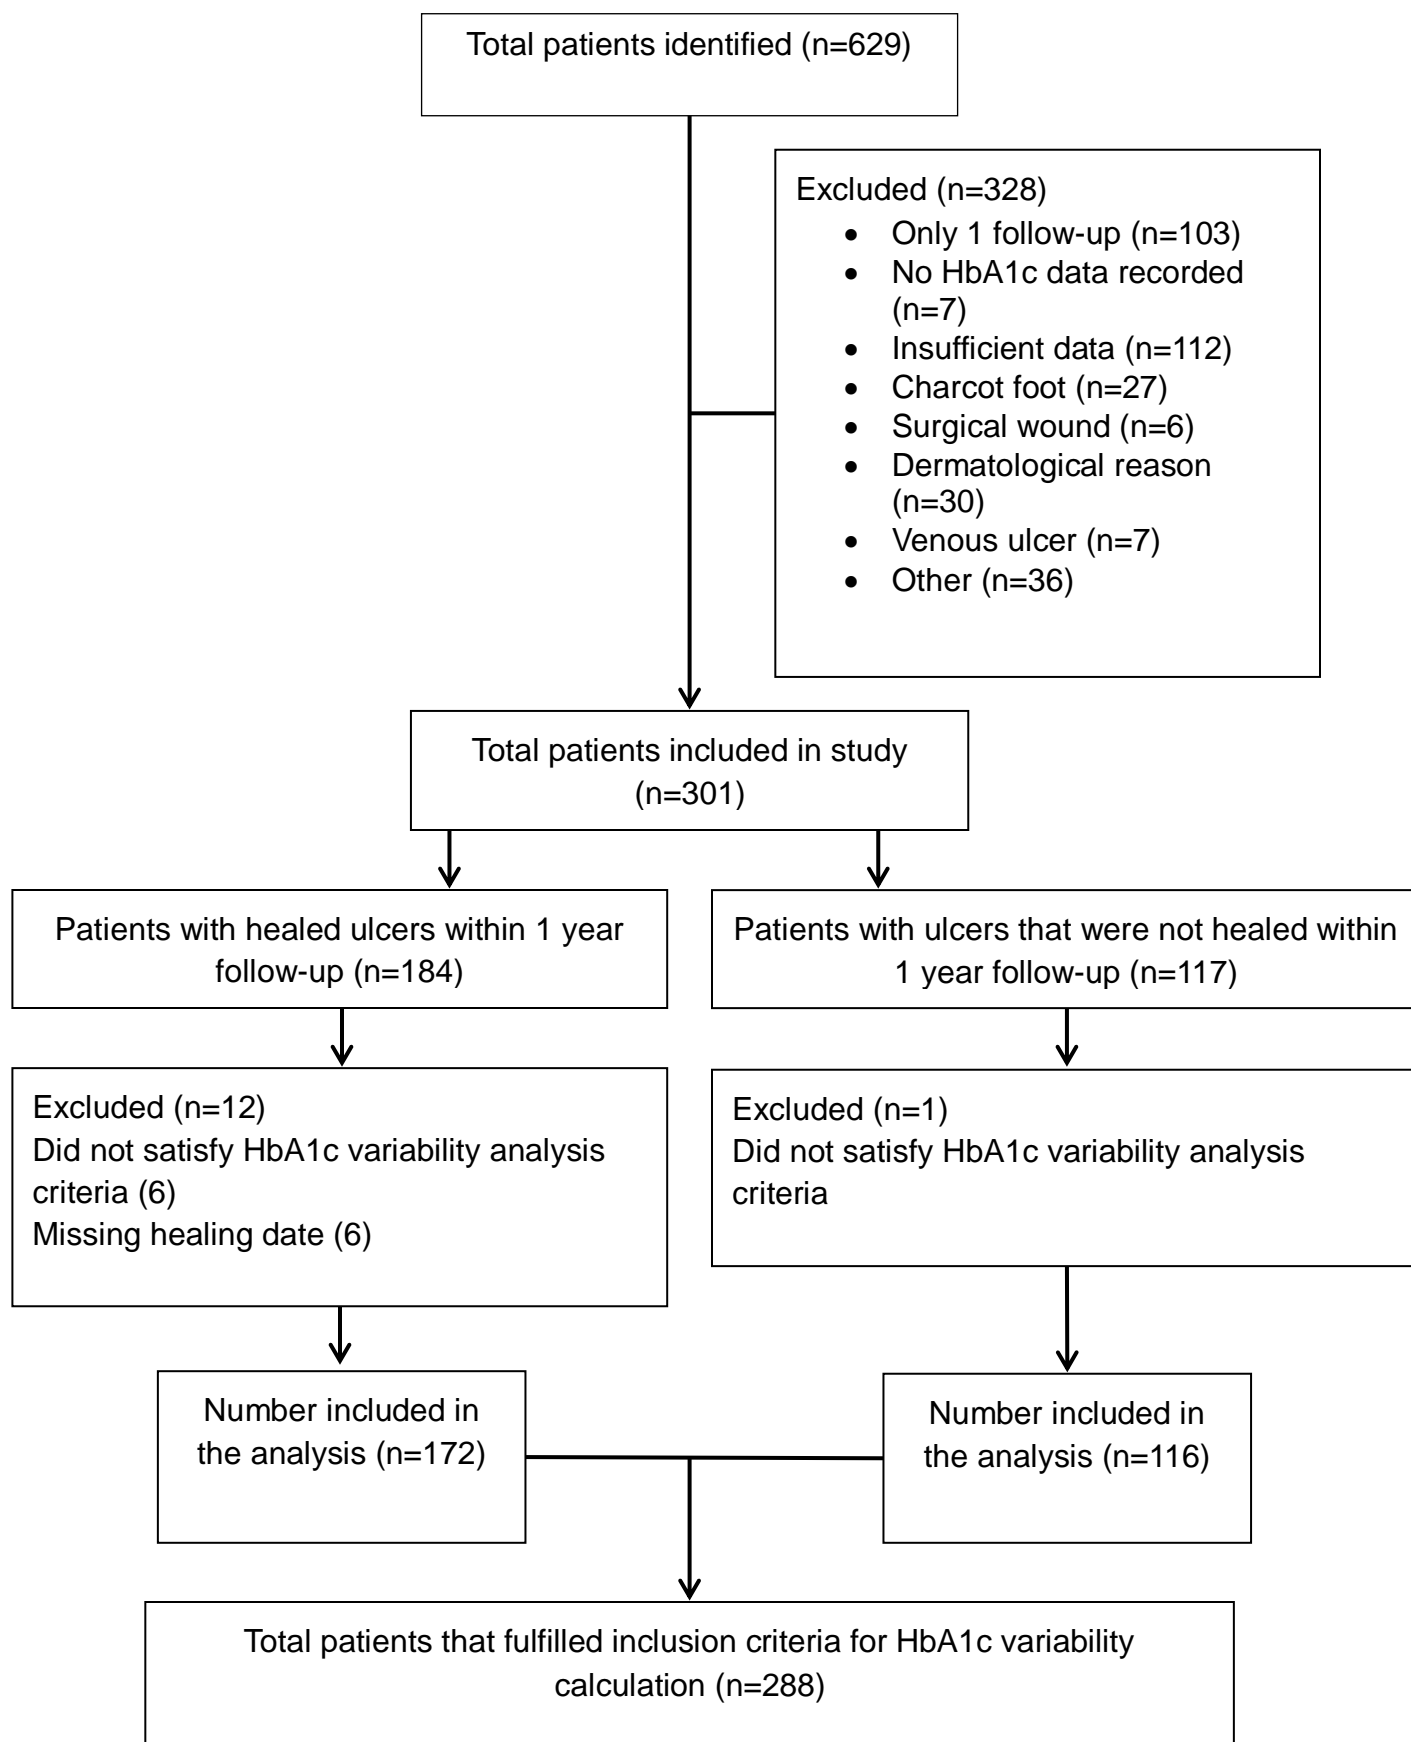 Total patients identified (n=629)
Excluded (n=328)
• Only 1 follow-up (n=103)
• No HbA1c data recorded
(n=7)
• Insufficient data (n=112)
• Charcot foot (n=27)
• Surgical wound (n=6)
• Dermatological reason
(n=30)
• Venous ulcer (n=7)
• Other (n=36)
Total patients included in study
(n=301)
Patients with healed ulcers within 1 year
follow-up (n=184)
Patients with ulcers that were not healed within
1 year follow-up (n=117)
Excluded (n=12)
Did not satisfy HbA1c variability analysis
criteria (6)
Missing healing date (6)
Excluded (n=1)
Did not satisfy HbA1c variability analysis
criteria
Number included in
the analysis (n=172)
Number included in
the analysis (n=116)
Total patients that fulfilled inclusion criteria for HbA1c variability
calculation (n=288)